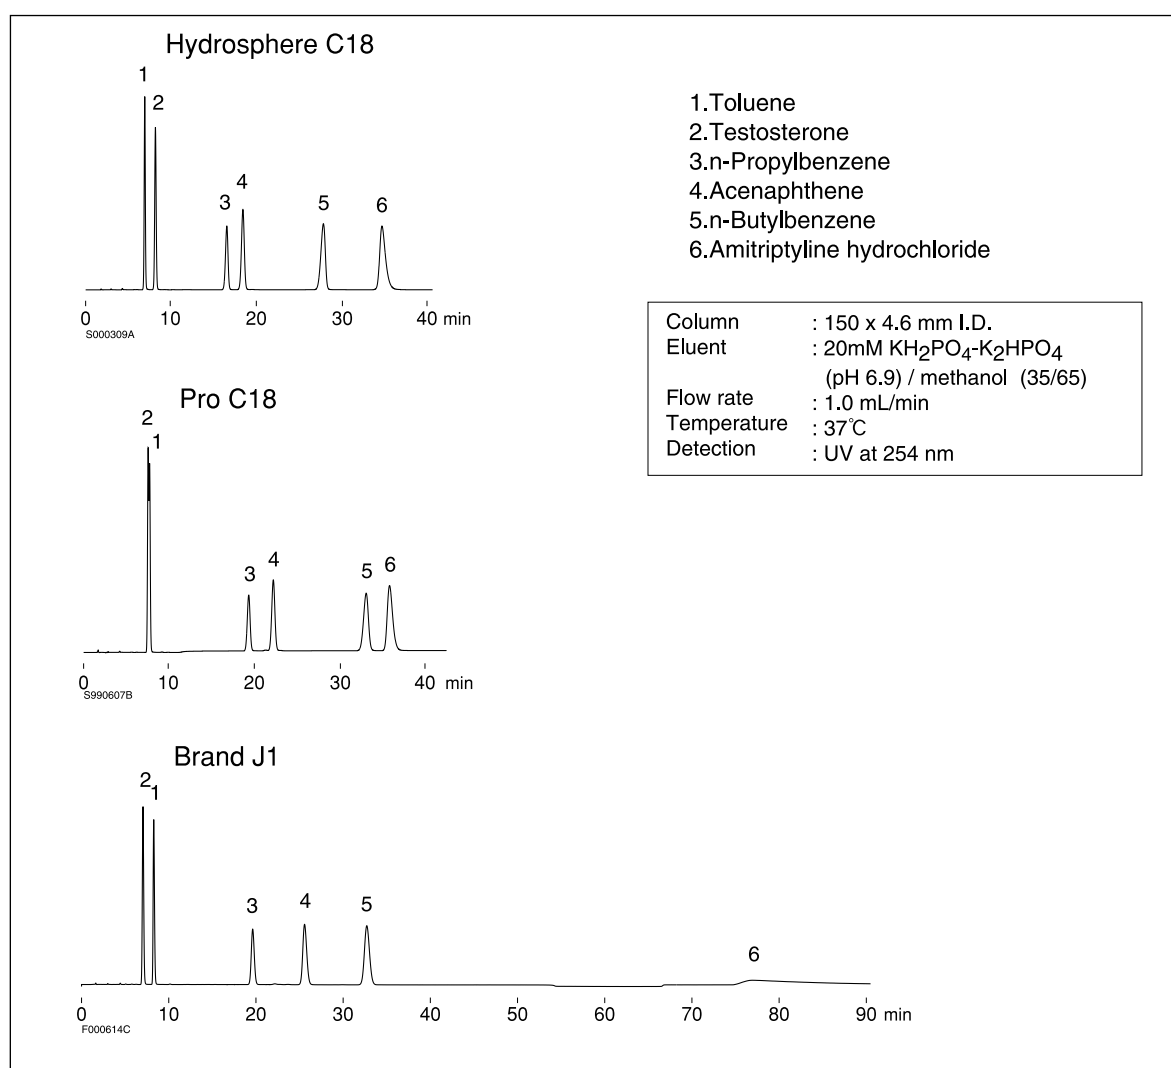 Hydrosphere C18
1
2
3
4
5
6
0 10 20 30 40 min
S000309A
1.Toluene
2.Testosterone
3.n-Propylbenzene
4.Acenaphthene
5.n-Butylbenzene
6.Amitriptyline hydrochloride
Column : 150 x 4.6 mm I.D.
Eluent : 20mM KH2PO4-K2HPO4
(pH 6.9) / methanol (35/65)
Flow rate : 1.0 mL/min
Temperature : 37℃
Detection : UV at 254 nm
Pro C18
2
1
3
4
5
6
0 10 20 30 40 min
S990607B
Brand J1
2
1
3
4
5
6
0 10 20 30 40 50 60 70 80 90 min
F000614C